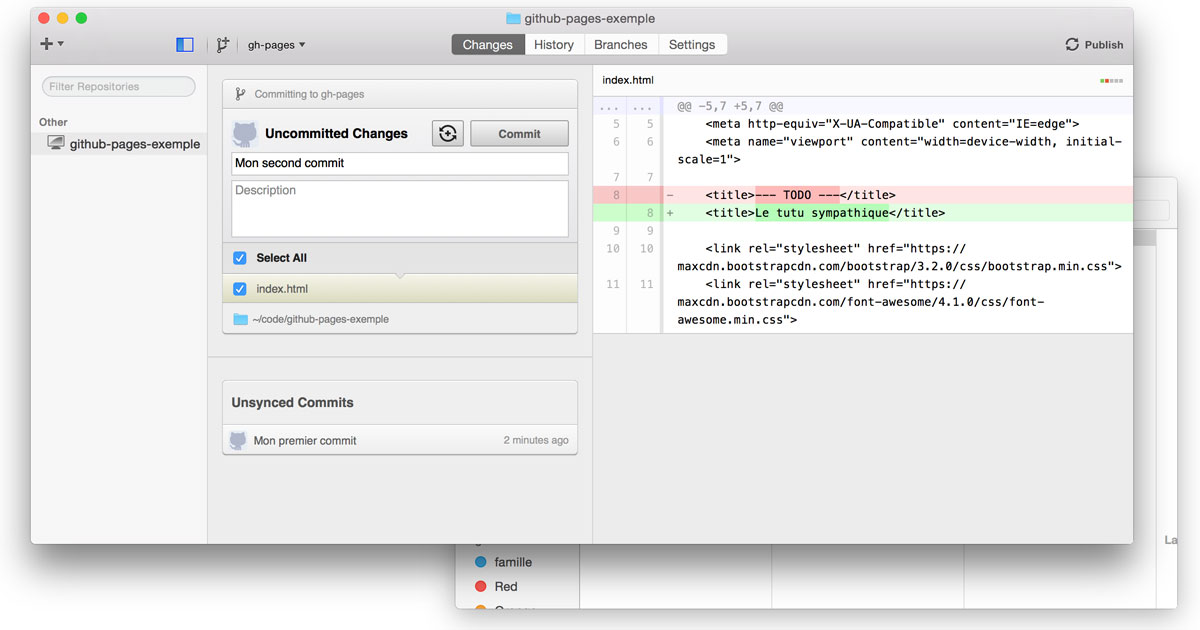 github-pages-exemple
gh-pages
Changes
History
Branches
Settings
Publish
Filter Repositories
Other
github-pages-exemple
Committing to gh-pages
Uncommitted Changes
Commit
Mon second commit
Description
Select All
index.html
~/code/github-pages-exemple
Unsynced Commits
Mon premier commit 2 minutes ago
index.html
... ... @@ -5,7 +5,7 @@
5 5 <meta http-equiv="X-UA-Compatible" content="IE=edge">
6 6 <meta name="viewport" content="width=device-width, initial-
scale=1">
7 7
8 - <title>--- TODO ---</title>
8 + <title>Le tutu sympathique</title>
9 9
10 10 <link rel="stylesheet" href="https://
maxcdn.bootstrapcdn.com/bootstrap/3.2.0/css/bootstrap.min.css">
11 11 <link rel="stylesheet" href="https://
maxcdn.bootstrapcdn.com/font-awesome/4.1.0/css/font-
awesome.min.css">
La
famille
Red